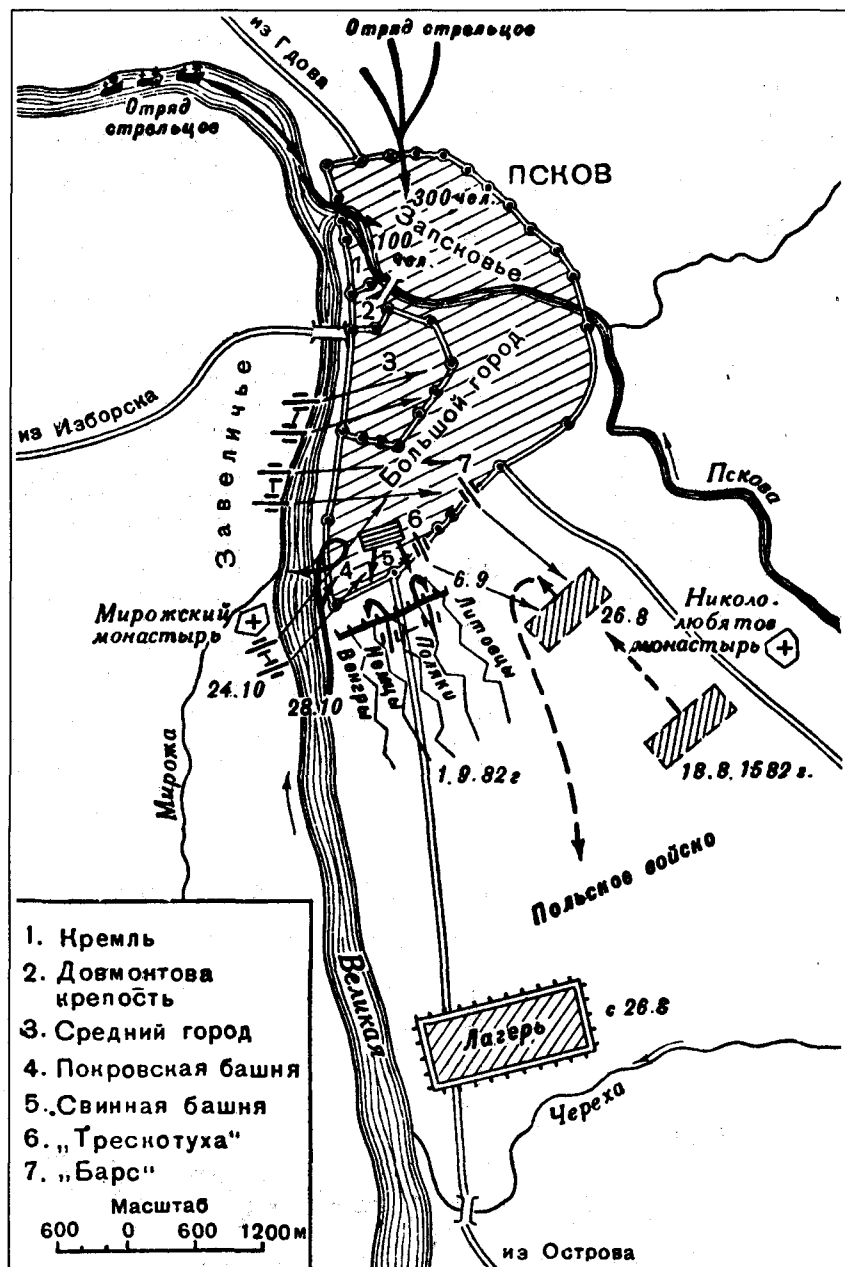 Отряд стрельцов
из Гдова
Отряд
стрельцов
ПСКОВ
300 чел.
Запсковье
100
чел.
1
2
3
из Изборска
Завеличье
Большой город
7
Пскова
6
5
4
6.9
26.8
Николо-
любятов
монастырь
Мирожский
монастырь
24.10
28.10
Венгры
Немцы
Поляки
Литовцы
1.9.82г
18.8.1582г.
Мирожа
Польское войско
Великая
Лагерь
с 26.8
Череха
из Острова
1. Кремль
2. Довмонтова
крепость
3. Средний город
4. Покровская башня
5. Свинная башня
6. „Трескотуха“
7. „Барс“
Масштаб
600 0 600 1200м